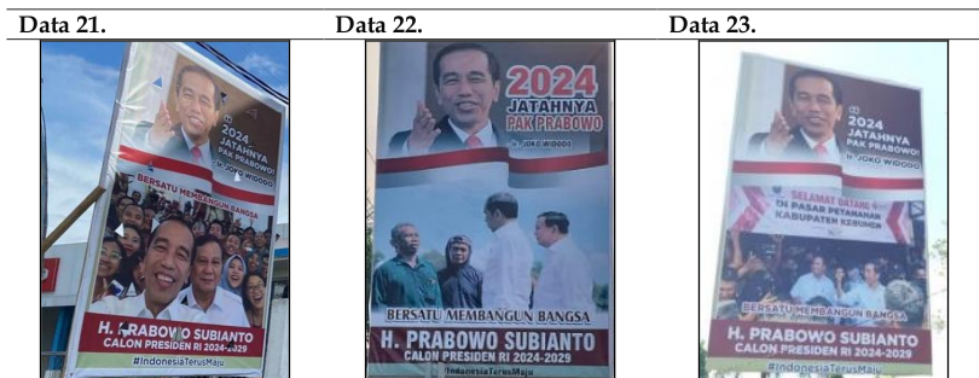 Data 21.
Data 22.
Data 23.
"
2024
JATAHNYA
PAK PRABOWO!
Ir. JOKO WIDODO
BERSATU MEMBANGUN BANGSA
H. PRABOWO SUBIANTO
CALON PRESIDEN RI 2024-2029
#IndonesiaTerusMaju
2024
JATAHNYA
PAK PRABOWO
Ir. JOKO WIDODO
BERSATU MEMBANGUN BANGSA
H. PRABOWO SUBIANTO
CALON PRESIDEN RI 2024-2029
#IndonesiaTerusMaju
"
2024
JATAHNYA
PAK PRABOWO!
Ir. JOKO WIDODO
SELAMAT DATANG
DI PASAR PETANAHAN
KABUPATEN KEBUMEN
BERSATU MEMBANGUN BANGSA
H. PRABOWO SUBIANTO
CALON PRESIDEN RI 2024-2029
#IndonesiaTerusMaju